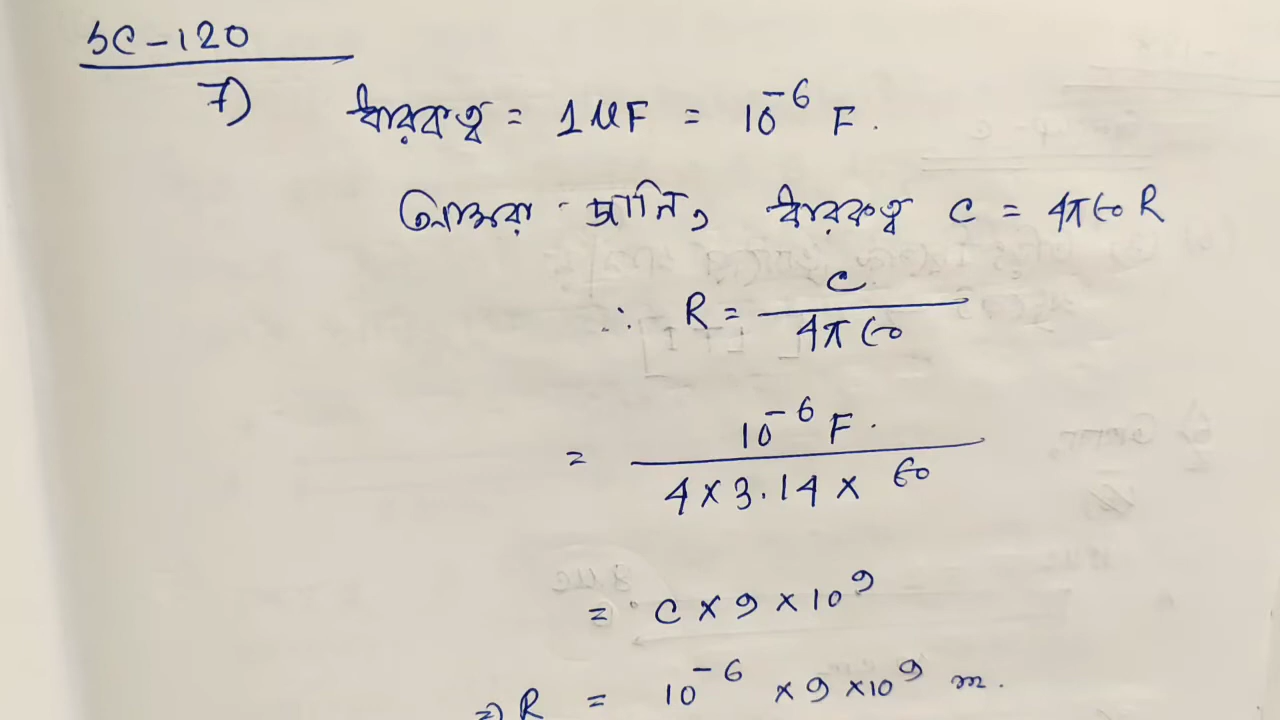 SC-120
7) ধারকত্ব = 1μF = 10⁻⁶ F.
আমরা জানি, ধারকত্ব C = 4πϵ₀R
∴ R = C / 4πϵ₀
= 10⁻⁶ F. / 4×3.14× ϵ₀
= C × 9 × 10⁹
⇒ R = 10⁻⁶ × 9 × 10⁹ m.